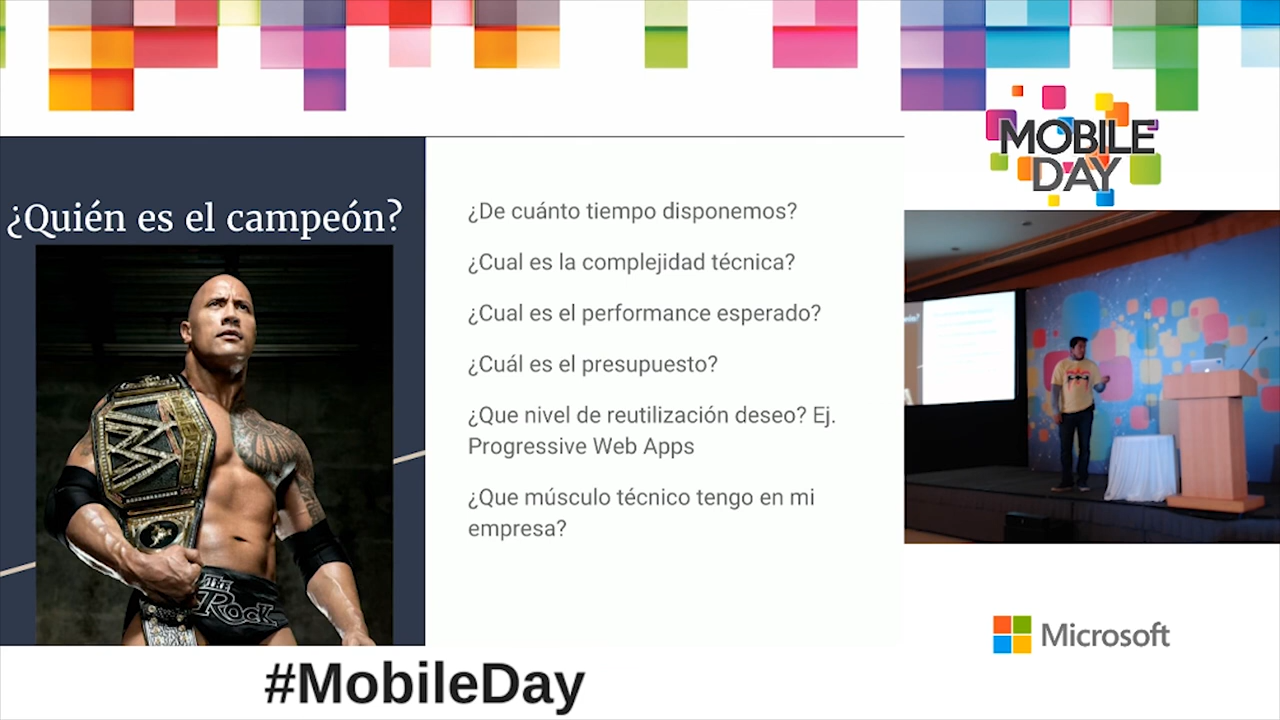 MOBILE
DAY
¿Quién es el campeón?
THE
ROCK
¿De cuánto tiempo disponemos?
¿Cual es la complejidad técnica?
¿Cual es el performance esperado?
¿Cuál es el presupuesto?
¿Que nivel de reutilización deseo? Ej.
Progressive Web Apps
¿Que músculo técnico tengo en mi
empresa?
Microsoft
#MobileDay